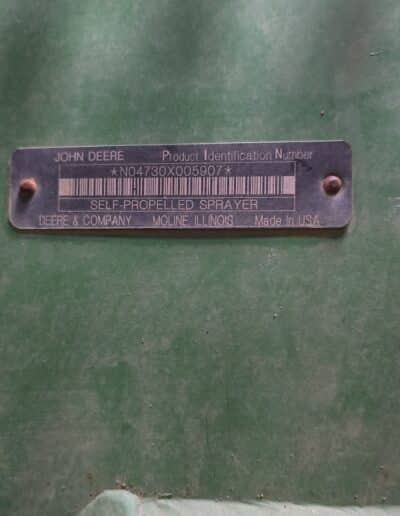 JOHN DEERE Product Identification Number
*N04730X005907*
SELF-PROPELLED SPRAYER
DEERE & COMPANY MOLINE, ILLINOIS Made In USA